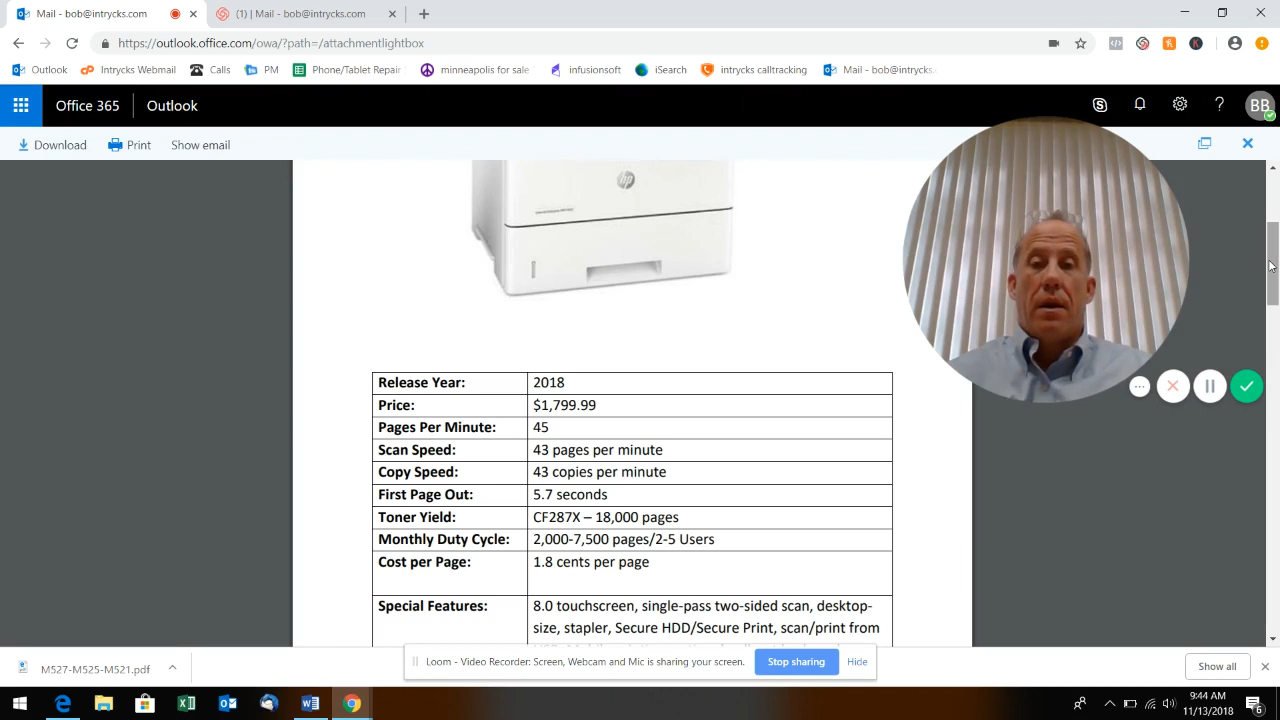 Mail - bob@intrycks.com
(1) | Mail - bob@intrycks.com
https://outlook.office.com/owa/?path=/attachmentlightbox
Outlook
Intrycks Webmail
Calls
PM
Phone/Tablet Repair
minneapolis for sale
infusionsoft
iSearch
intrycks calltracking
Mail - bob@intrycks.c
Office 365
Outlook
BB
Download
Print
Show email
hp
Release Year: 2018
Price: $1,799.99
Pages Per Minute: 45
Scan Speed: 43 pages per minute
Copy Speed: 43 copies per minute
First Page Out: 5.7 seconds
Toner Yield: CF287X – 18,000 pages
Monthly Duty Cycle: 2,000-7,500 pages/2-5 Users
Cost per Page: 1.8 cents per page
Special Features: 8.0 touchscreen, single-pass two-sided scan, desktop-
size, stapler, Secure HDD/Secure Print, scan/print from
Loom - Video Recorder: Screen, Webcam and Mic is sharing your screen.
Stop sharing
Hide
M527-M525-M521.pdf
Show all
9:44 AM
11/13/2018
6